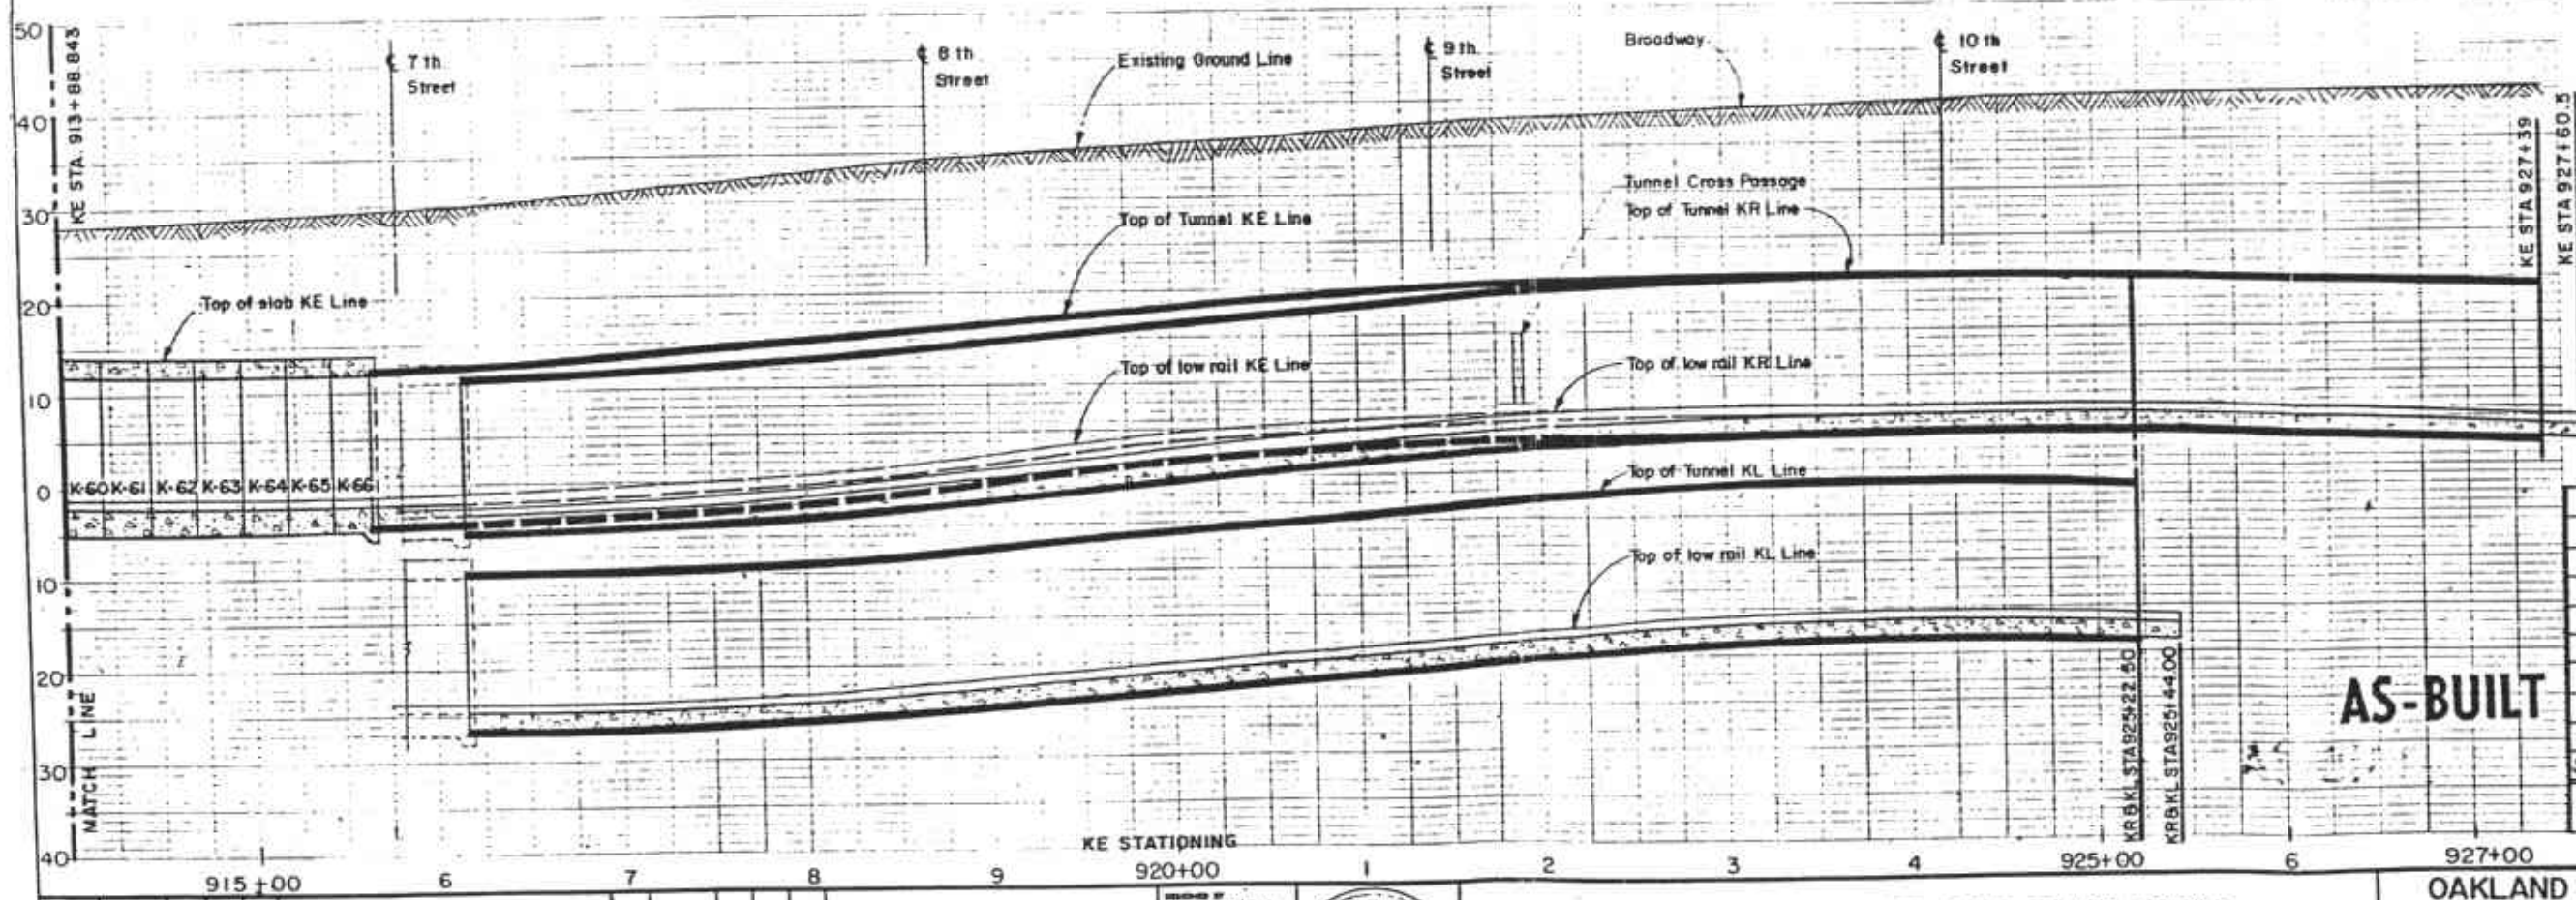 50
40
30
20
10
0
10
20
30
40
KE STA. 913+88.843
MATCH LINE
℄ 7 th
Street
℄ 8 th
Street
Existing Ground Line
℄ 9 th
Street
Broadway
℄ 10 th
Street
KE STA 927+39
KE STA 927+60.5
Tunnel Cross Passage
Top of Tunnel KR Line
Top of Tunnel KE Line
Top of slab KE Line
Top of low rail KE Line
Top of low rail KR Line
K-60 K-61 K-62 K-63 K-64 K-65 K-66
Top of Tunnel KL Line
Top of low rail KL Line
KR&KL STA 925+22.50
KR&KL STA 925+44.00
AS-BUILT
KE STATIONING
915+00 6 7 8 9 920+00 1 2 3 4 925+00 6 927+00
OAKLAND